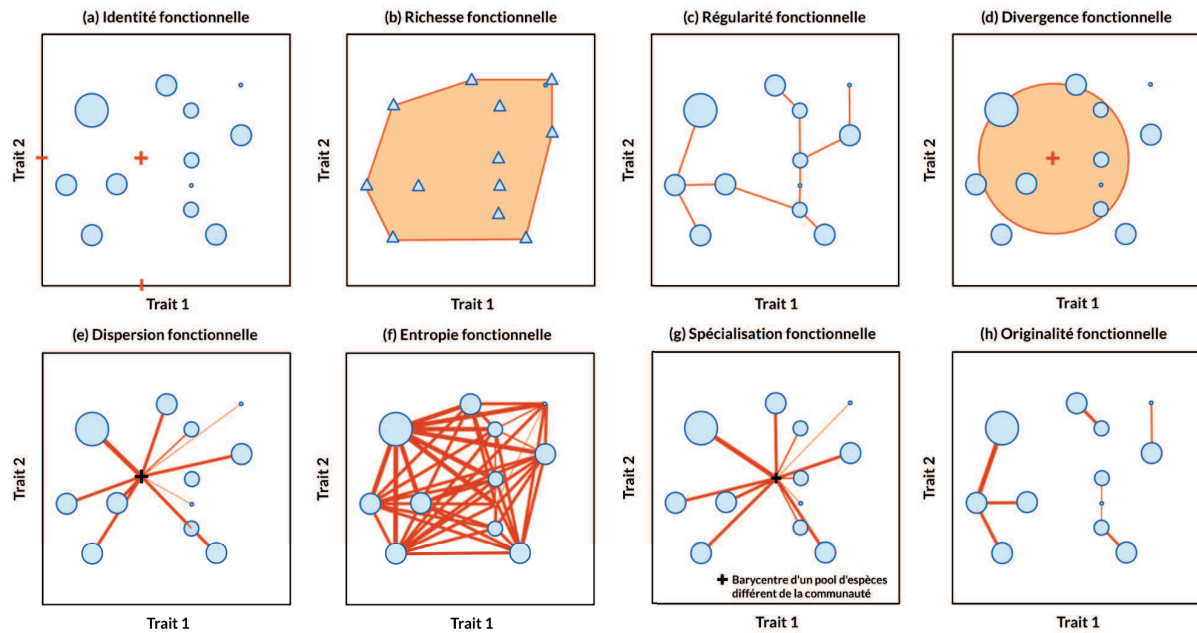 (a) Identité fonctionnelle
(b) Richesse fonctionnelle
(c) Régularité fonctionnelle
(d) Divergence fonctionnelle
Trait 2
Trait 2
Trait 2
Trait 2
Trait 1
Trait 1
Trait 1
Trait 1
(e) Dispersion fonctionnelle
(f) Entropie fonctionnelle
(g) Spécialisation fonctionnelle
(h) Originalité fonctionnelle
Trait 2
Trait 2
Trait 2
Trait 2
Barycentre d'un pool d'espèces
différent de la communauté
Trait 1
Trait 1
Trait 1
Trait 1